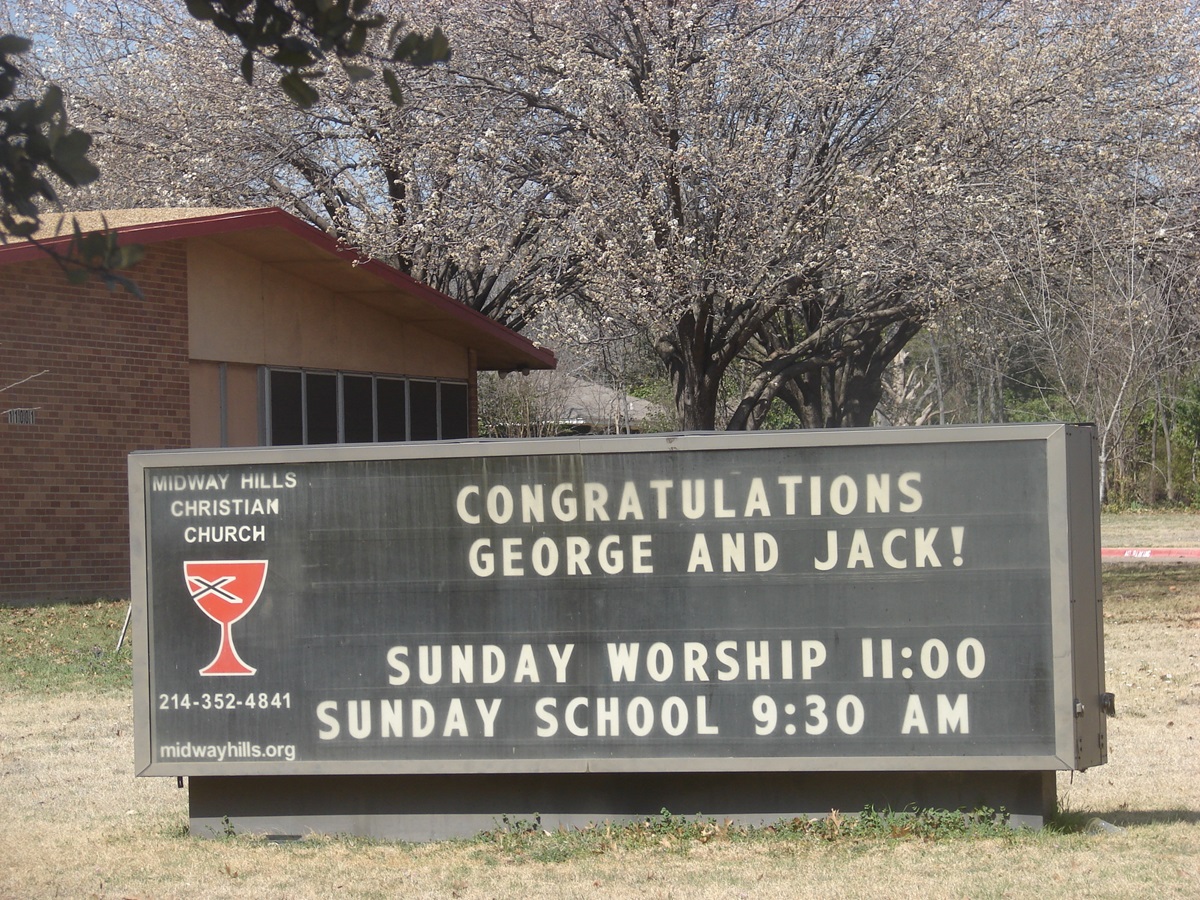 MIDWAY HILLS
CHRISTIAN
CHURCH
214-352-4841
midwayhills.org
CONGRATULATIONS
GEORGE AND JACK!
SUNDAY WORSHIP 11:00
SUNDAY SCHOOL 9:30 AM
11001